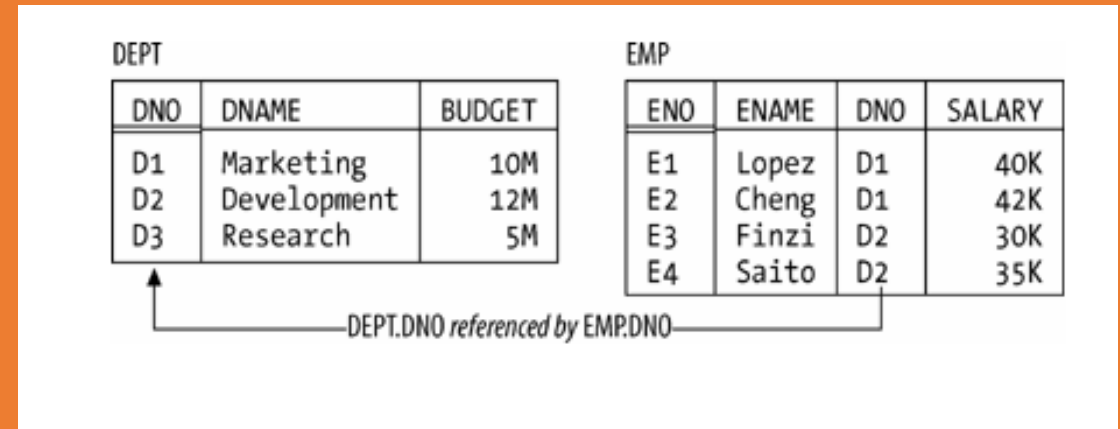 DEPT EMP
DNO DNAME BUDGET ENO ENAME DNO SALARY
D1 Marketing 10M E1 Lopez D1 40K
D2 Development 12M E2 Cheng D1 42K
D3 Research 5M E3 Finzi D2 30K
E4 Saito D2 35K
DEPT.DNO referenced by EMP.DNO